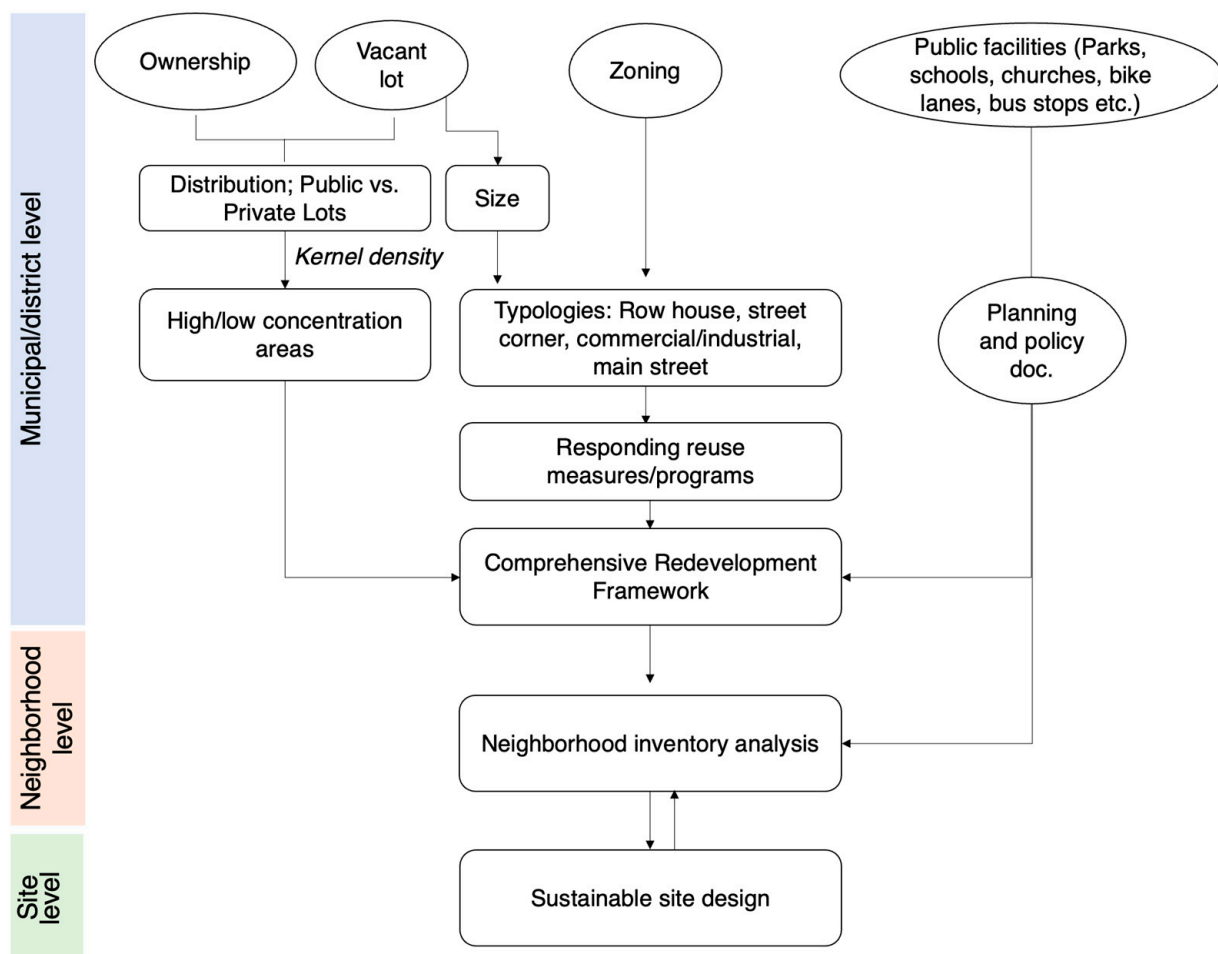 Ownership
Vacant
lot
Zoning
Public facilities (Parks,
schools, churches, bike
lanes, bus stops etc.)
Distribution; Public vs.
Private Lots
Size
Kernel density
High/low concentration
areas
Typologies: Row house, street
corner, commercial/industrial,
main street
Planning
and policy
doc.
Responding reuse
measures/programs
Comprehensive Redevelopment
Framework
Neighborhood inventory analysis
Sustainable site design
Municipal/district level
Neighborhood
level
Site
level